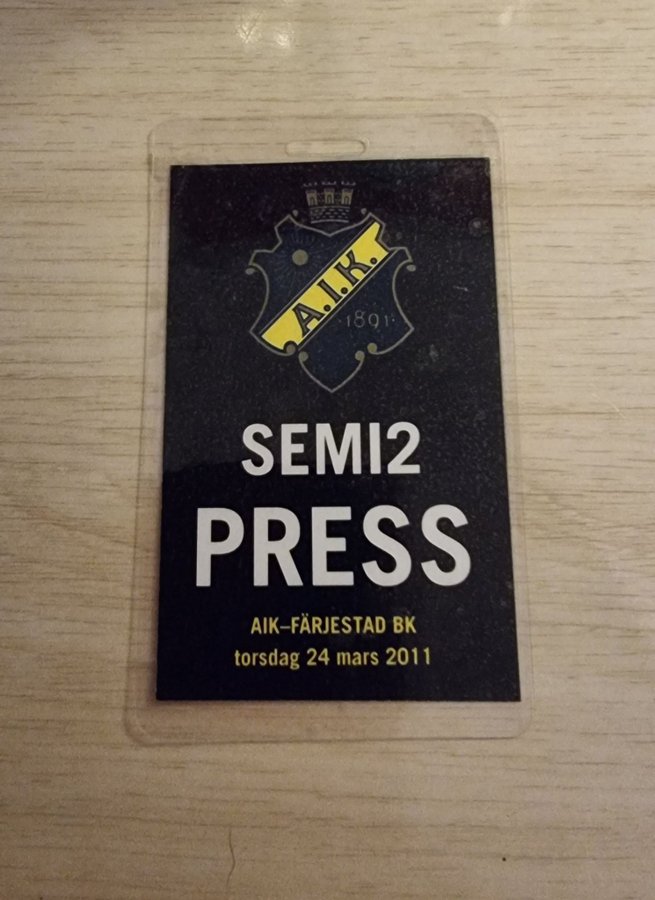 A.I.K.
·1891·
SEMI2
PRESS
AIK–FÄRJESTAD BK
torsdag 24 mars 2011